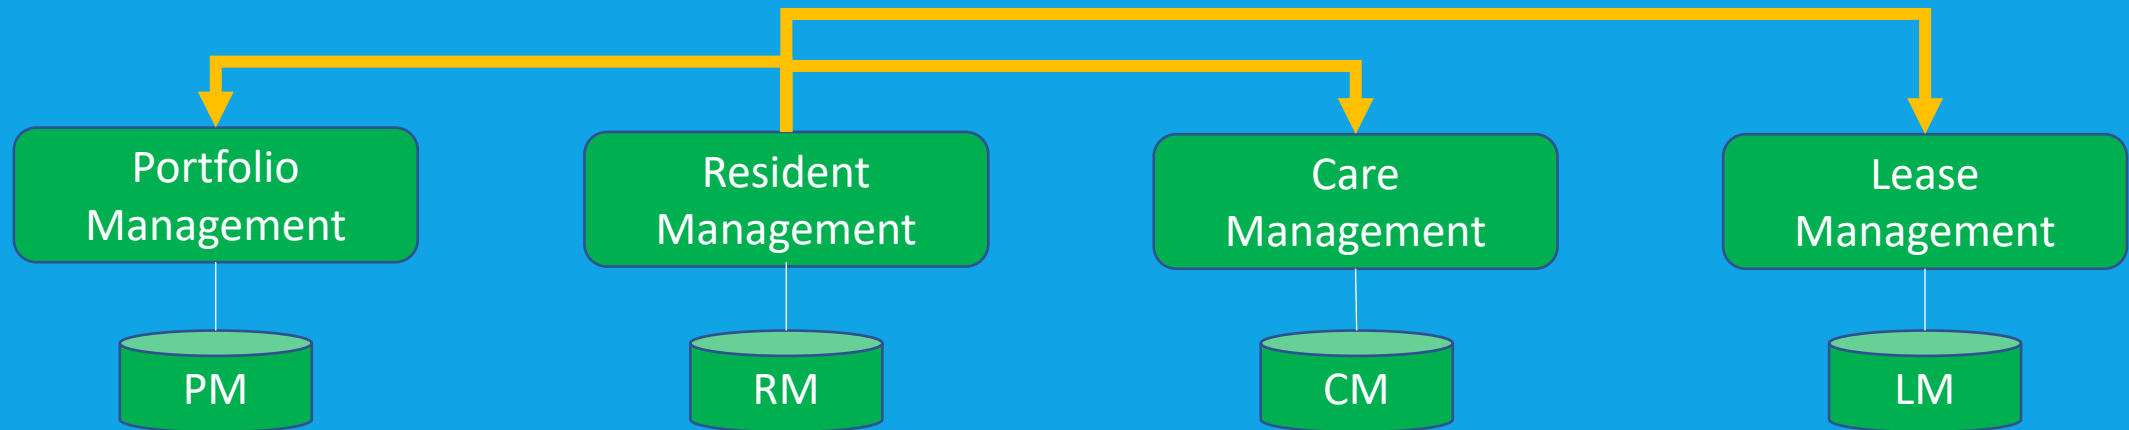 Portfolio
Management
Resident
Management
Care
Management
Lease
Management
PM
RM
CM
LM